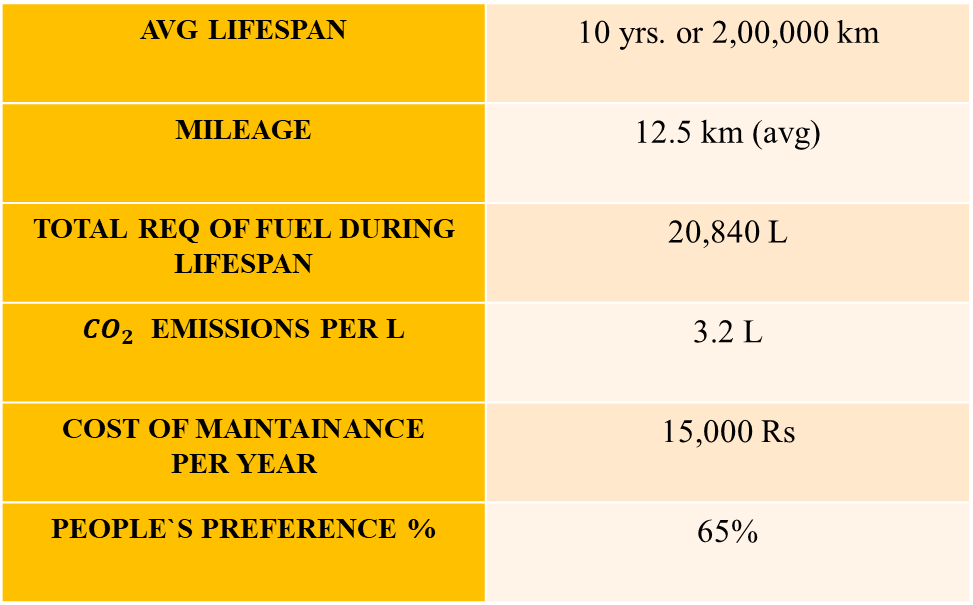 AVG LIFESPAN
10 yrs. or 2,00,000 km
MILEAGE
12.5 km (avg)
TOTAL REQ OF FUEL DURING
LIFESPAN
20,840 L
𝑪𝑶₂ EMISSIONS PER L
3.2 L
COST OF MAINTAINANCE
PER YEAR
15,000 Rs
PEOPLE`S PREFERENCE %
65%